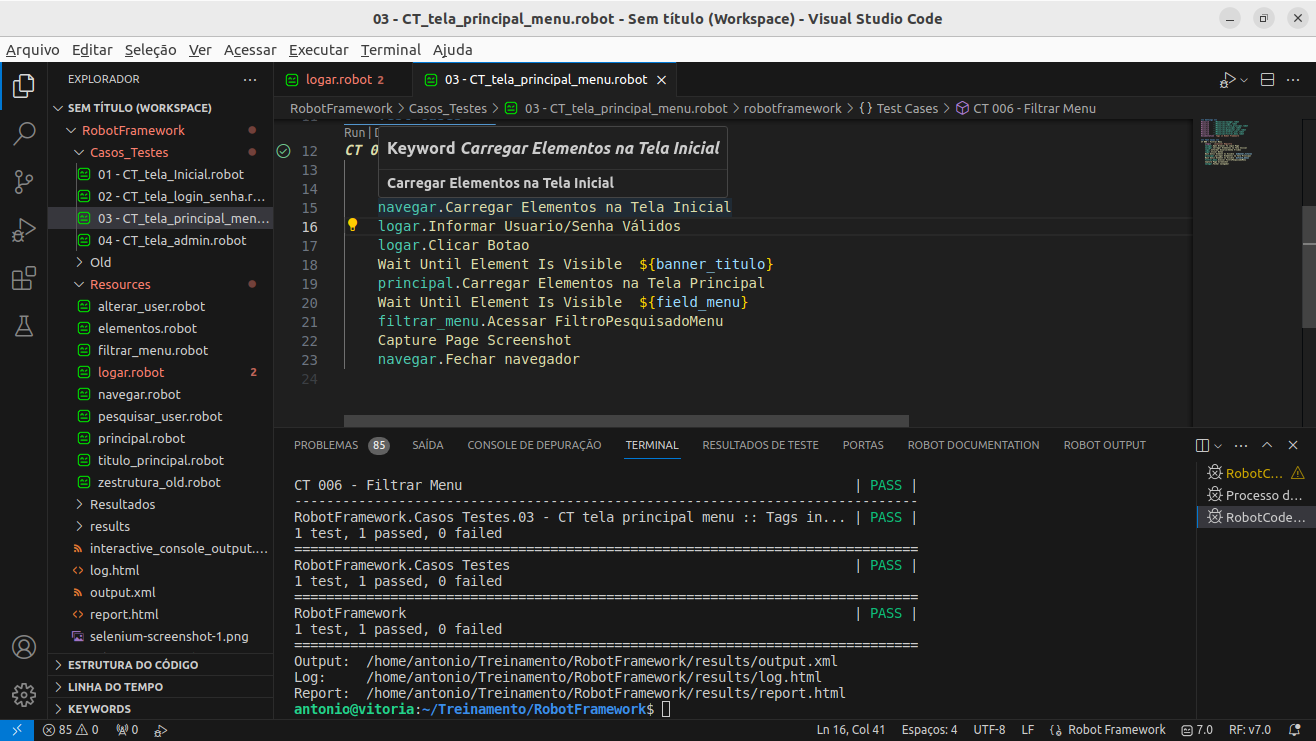 03 - CT_tela_principal_menu.robot - Sem título (Workspace) - Visual Studio Code
Arquivo Editar Seleção Ver Acessar Executar Terminal Ajuda
EXPLORADOR
SEM TÍTULO (WORKSPACE)
RobotFramework
Casos_Testes
01 - CT_tela_Inicial.robot
02 - CT_tela_login_senha.r...
03 - CT_tela_principal_men...
04 - CT_tela_admin.robot
Old
Resources
alterar_user.robot
elementos.robot
filtrar_menu.robot
logar.robot 2
navegar.robot
pesquisar_user.robot
principal.robot
titulo_principal.robot
zestrutura_old.robot
Resultados
results
interactive_console_output....
log.html
output.xml
report.html
selenium-screenshot-1.png
ESTRUTURA DO CÓDIGO
LINHA DO TEMPO
KEYWORDS
logar.robot 2
03 - CT_tela_principal_menu.robot
RobotFramework > Casos_Testes > 03 - CT_tela_principal_menu.robot > robotframework > {} Test Cases > CT 006 - Filtrar Menu
Run | D
12 CT 0
Keyword Carregar Elementos na Tela Inicial
Carregar Elementos na Tela Inicial
13
14
15 navegar.Carregar Elementos na Tela Inicial
16 logar.Informar Usuario/Senha Válidos
17 logar.Clicar Botao
18 Wait Until Element Is Visible ${banner_titulo}
19 principal.Carregar Elementos na Tela Principal
20 Wait Until Element Is Visible ${field_menu}
21 filtrar_menu.Acessar FiltroPesquisadoMenu
22 Capture Page Screenshot
23 navegar.Fechar navegador
24
PROBLEMAS 85 SAÍDA CONSOLE DE DEPURAÇÃO TERMINAL RESULTADOS DE TESTE PORTAS ROBOT DOCUMENTATION ROBOT OUTPUT
CT 006 - Filtrar Menu | PASS |
------------------------------------------------------------------------------
RobotFramework.Casos Testes.03 - CT tela principal menu :: Tags in... | PASS |
1 test, 1 passed, 0 failed
==============================================================================
RobotFramework.Casos Testes | PASS |
1 test, 1 passed, 0 failed
==============================================================================
RobotFramework | PASS |
1 test, 1 passed, 0 failed
==============================================================================
Output: /home/antonio/Treinamento/RobotFramework/results/output.xml
Log: /home/antonio/Treinamento/RobotFramework/results/log.html
Report: /home/antonio/Treinamento/RobotFramework/results/report.html
antonio@vitoria:~/Treinamento/RobotFramework$
RobotC...
Processo d...
RobotCode...
85 0 0 Ln 16, Col 41 Espaços: 4 UTF-8 LF Robot Framework 7.0 RF: v7.0